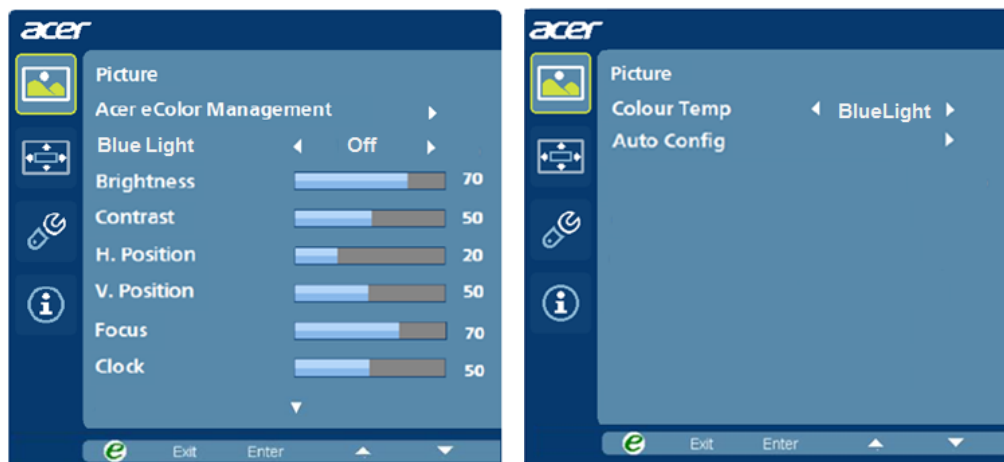 acer
Picture
Acer eColor Management
Blue Light Off
Brightness 70
Contrast 50
H. Position 20
V. Position 50
Focus 70
Clock 50
e Exit Enter
acer
Picture
Colour Temp BlueLight
Auto Config
e Exit Enter